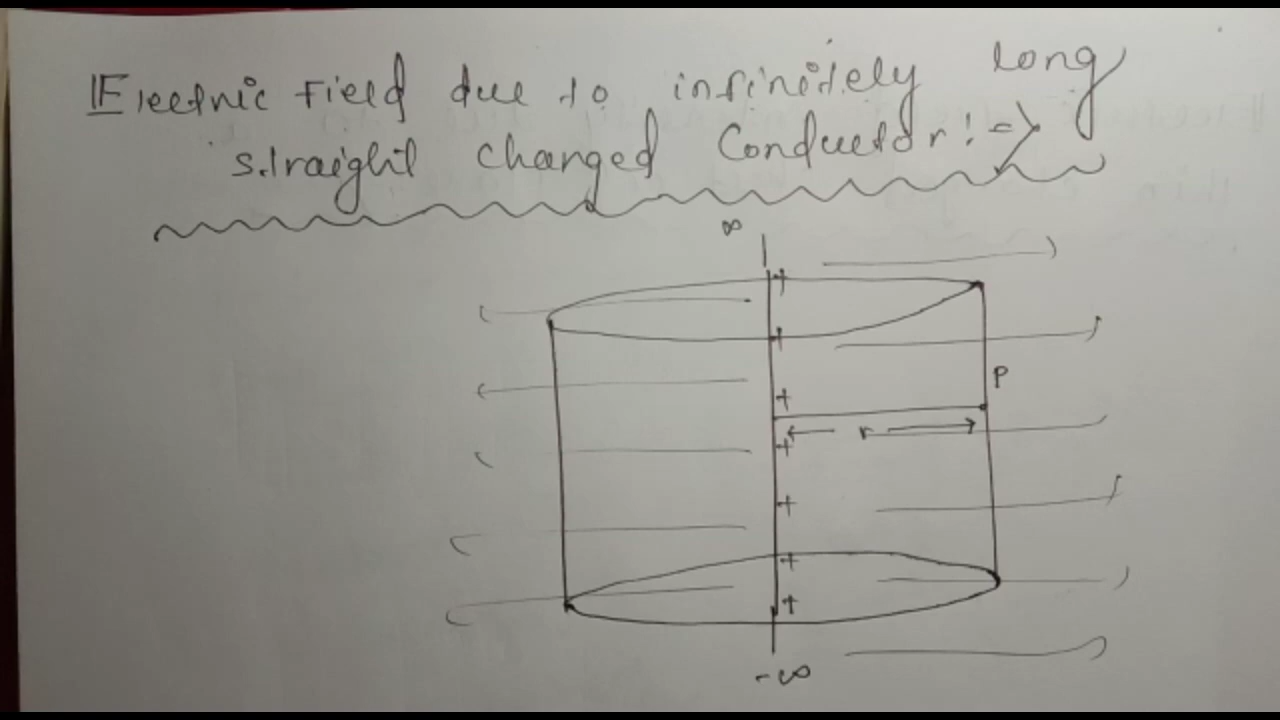 Electric Field due to infinitely long
straight charged Conductor:=>
∞
+
+
P
+
← r →
+
+
+
+
-∞